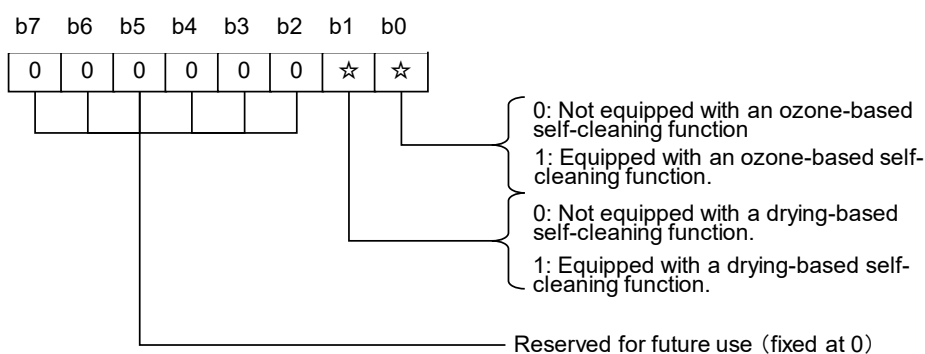 b7 b6 b5 b4 b3 b2 b1 b0
0 0 0 0 0 0 ☆ ☆
0: Not equipped with an ozone-based
self-cleaning function
1: Equipped with an ozone-based self-
cleaning function.
0: Not equipped with a drying-based
self-cleaning function.
1: Equipped with a drying-based self-
cleaning function.
Reserved for future use（fixed at 0）